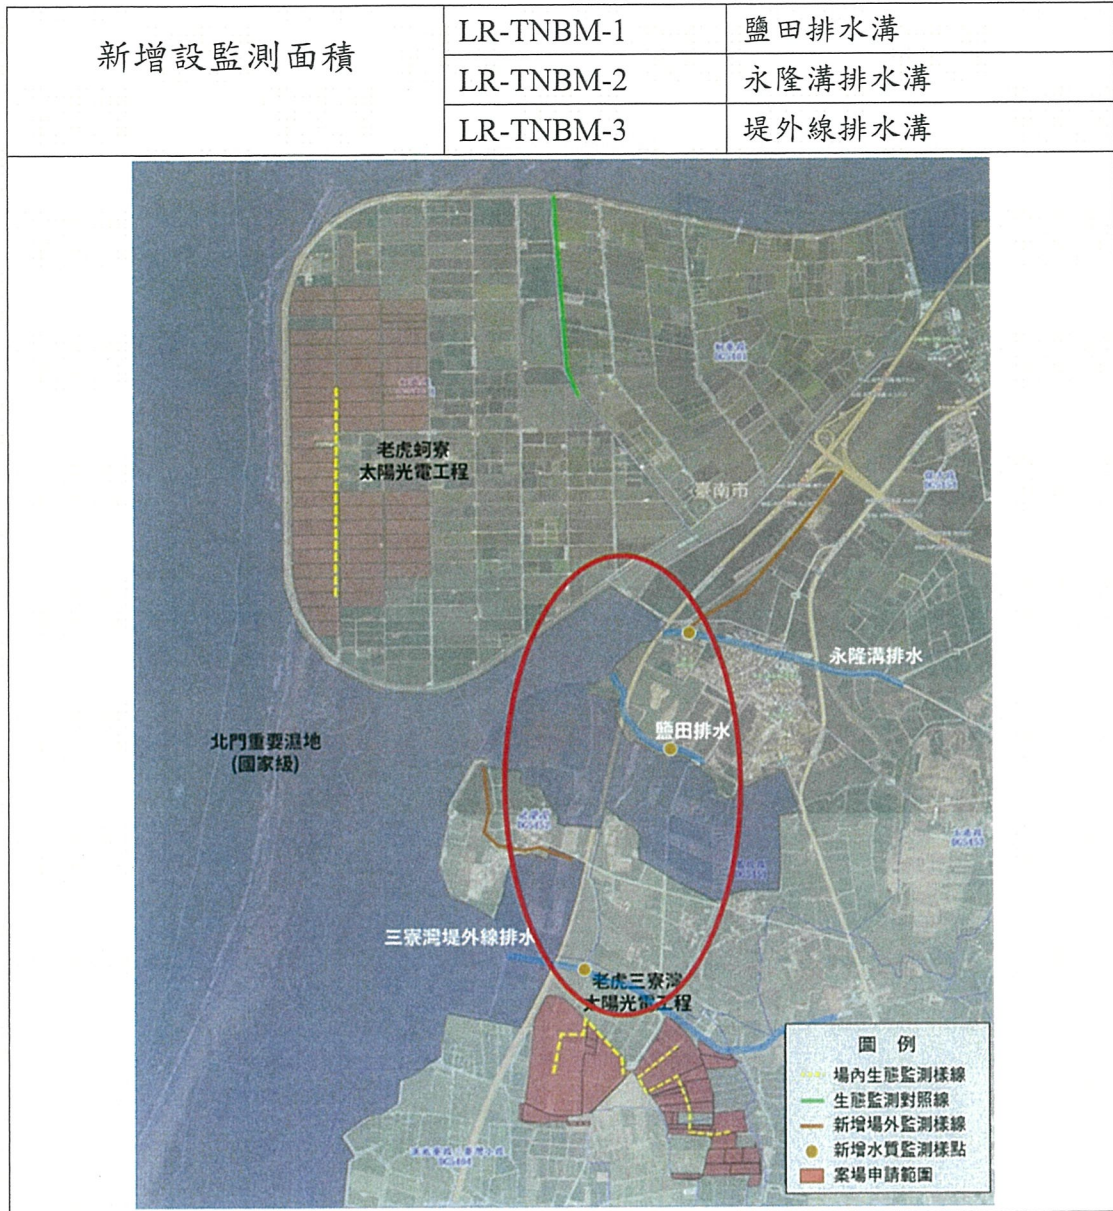 新增設監測面積
LR-TNBM-1 鹽田排水溝
LR-TNBM-2 永隆溝排水溝
LR-TNBM-3 堤外線排水溝
老虎蚵寮
太陽光電工程
臺南市
永隆溝排水
鹽田排水
北門重要濕地
(國家級)
三寮灣堤外線排水
老虎三寮灣
太陽光電工程
圖 例
場內生態監測樣線
生態監測對照線
新增場外監測樣線
新增水質監測樣點
案場申請範圍